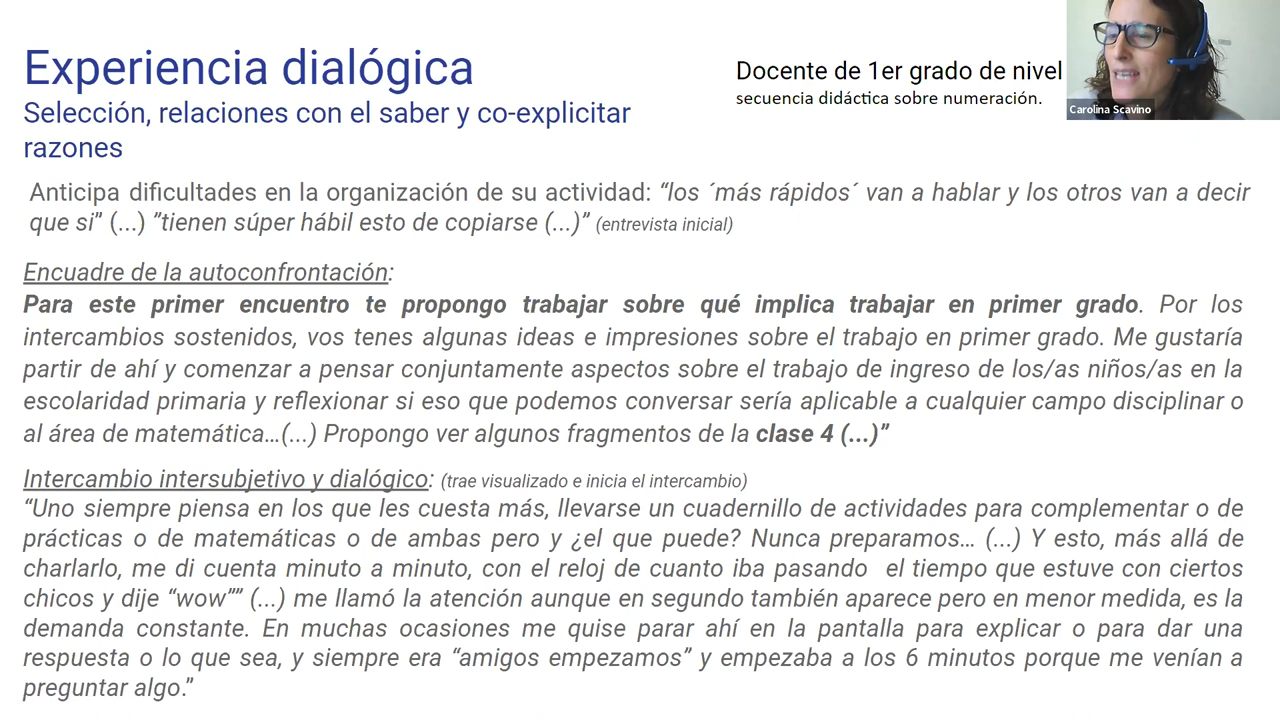 Experiencia dialógica
Selección, relaciones con el saber y co-explicitar
razones
Docente de 1er grado de nivel
secuencia didáctica sobre numeración.
Carolina Scavino
Anticipa dificultades en la organización de su actividad: “los ´más rápidos´ van a hablar y los otros van a decir
que si” (...) ”tienen súper hábil esto de copiarse (...)” (entrevista inicial)
Encuadre de la autoconfrontación:
Para este primer encuentro te propongo trabajar sobre qué implica trabajar en primer grado. Por los
intercambios sostenidos, vos tenes algunas ideas e impresiones sobre el trabajo en primer grado. Me gustaría
partir de ahí y comenzar a pensar conjuntamente aspectos sobre el trabajo de ingreso de los/as niños/as en la
escolaridad primaria y reflexionar si eso que podemos conversar sería aplicable a cualquier campo disciplinar o
al área de matemática…(...) Propongo ver algunos fragmentos de la clase 4 (...)”
Intercambio intersubjetivo y dialógico: (trae visualizado e inicia el intercambio)
“Uno siempre piensa en los que les cuesta más, llevarse un cuadernillo de actividades para complementar o de
prácticas o de matemáticas o de ambas pero y ¿el que puede? Nunca preparamos… (...) Y esto, más allá de
charlarlo, me di cuenta minuto a minuto, con el reloj de cuanto iba pasando el tiempo que estuve con ciertos
chicos y dije “wow”” (...) me llamó la atención aunque en segundo también aparece pero en menor medida, es la
demanda constante. En muchas ocasiones me quise parar ahí en la pantalla para explicar o para dar una
respuesta o lo que sea, y siempre era “amigos empezamos” y empezaba a los 6 minutos porque me venían a
preguntar algo.”